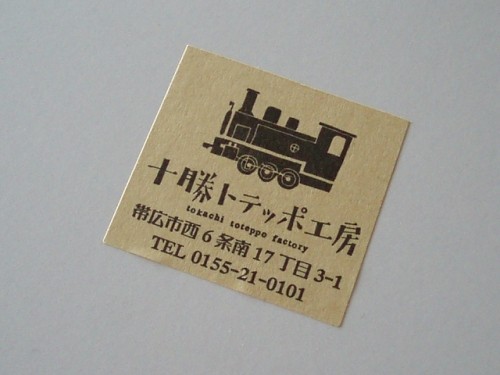 十勝トテッポ工房
tokachi toteppo factory
帯広市西6条南17丁目3-1
TEL 0155-21-0101